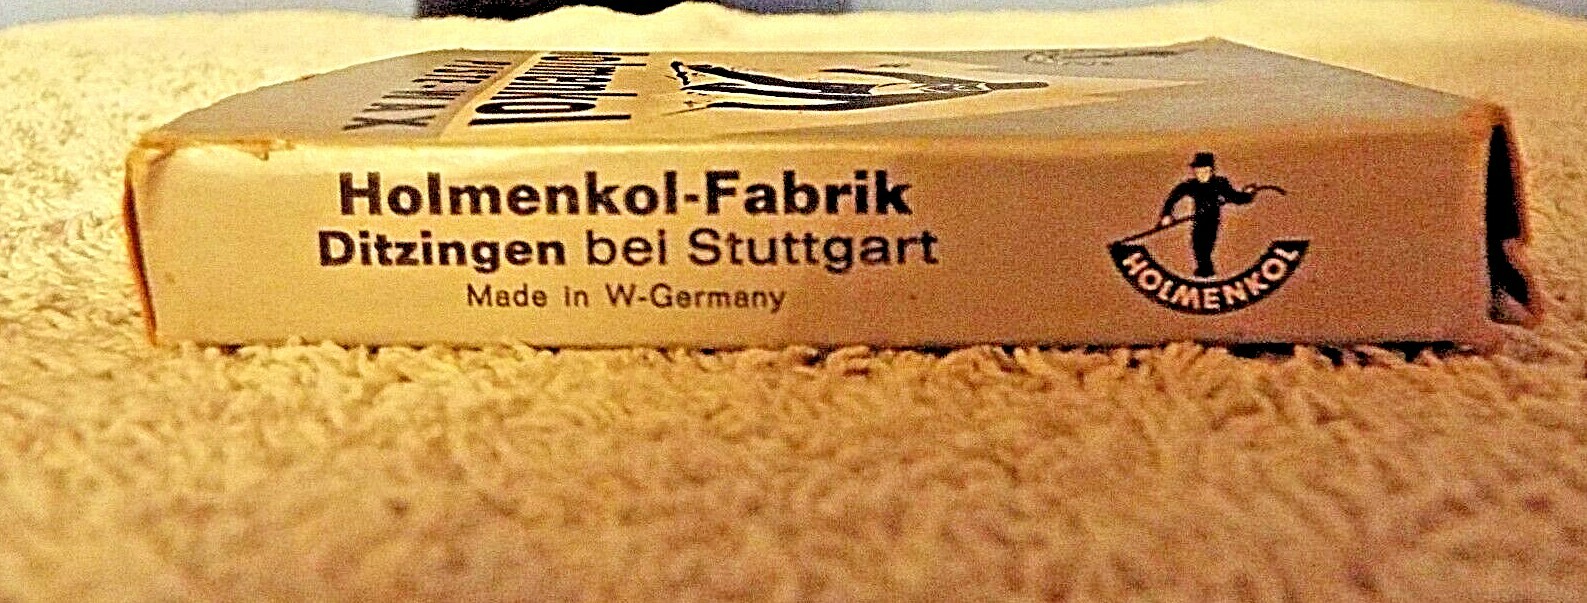 Holmenkol-Fabrik
Ditzingen bei Stuttgart
Made in W-Germany
HOLMENKOL